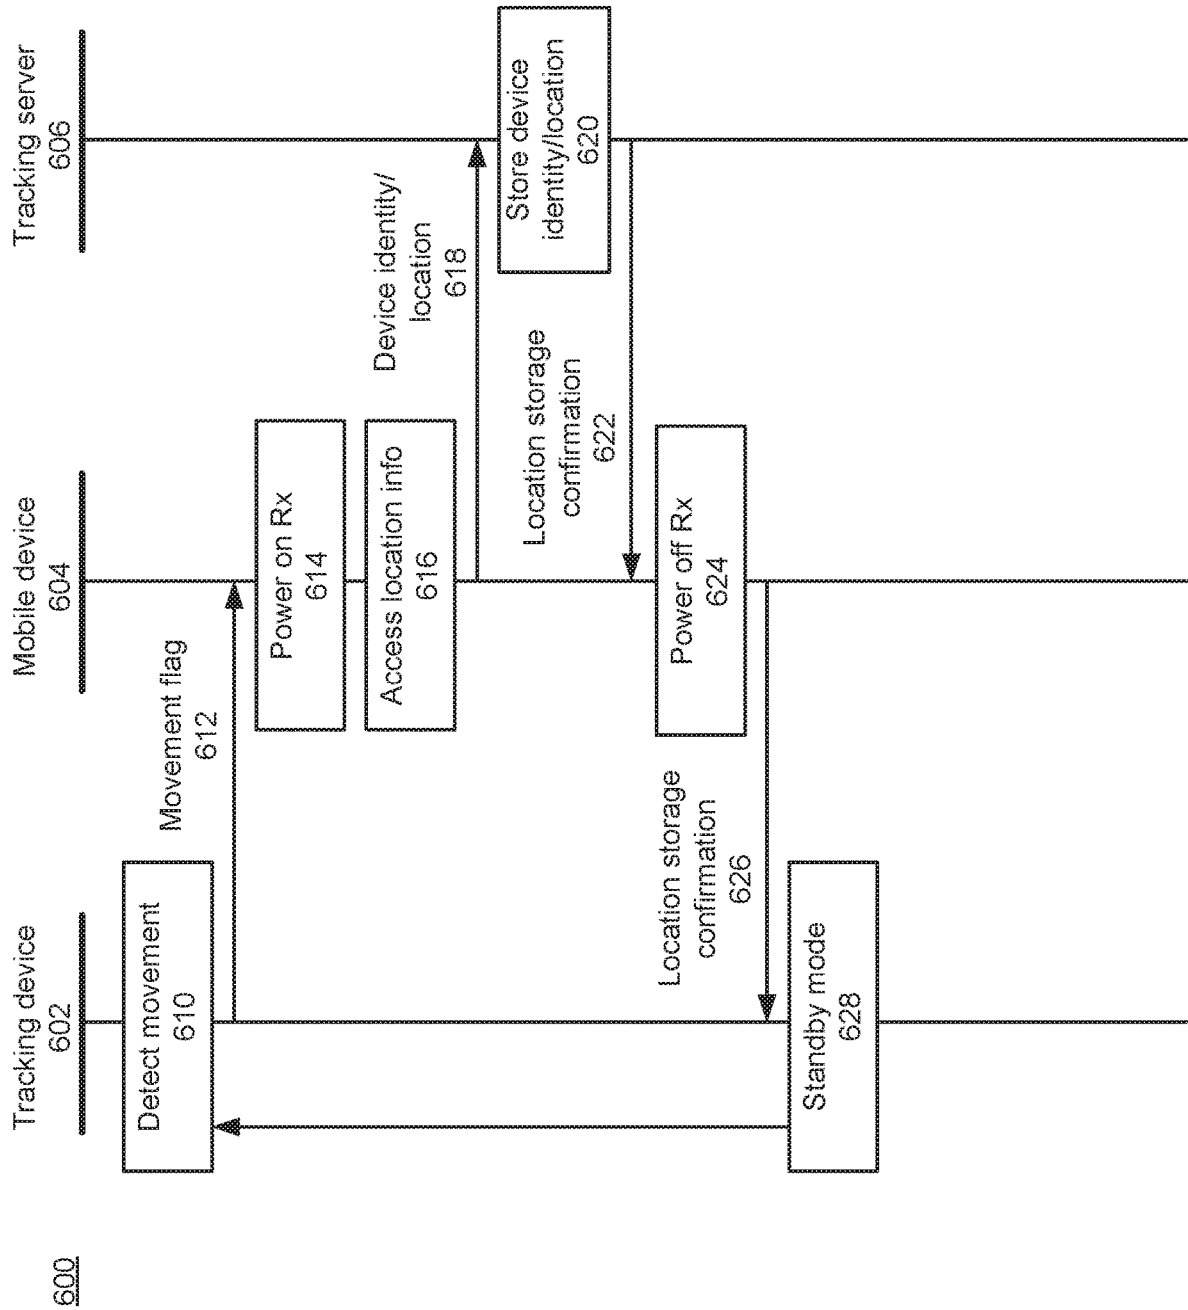 600
Tracking device
602
Mobile device
604
Tracking server
606
Detect movement
610
Movement flag
612
Power on Rx
614
Access location info
616
Device identity/
location
618
Store device
identity/location
620
Location storage
confirmation
622
Power off Rx
624
Location storage
confirmation
626
Standby mode
628